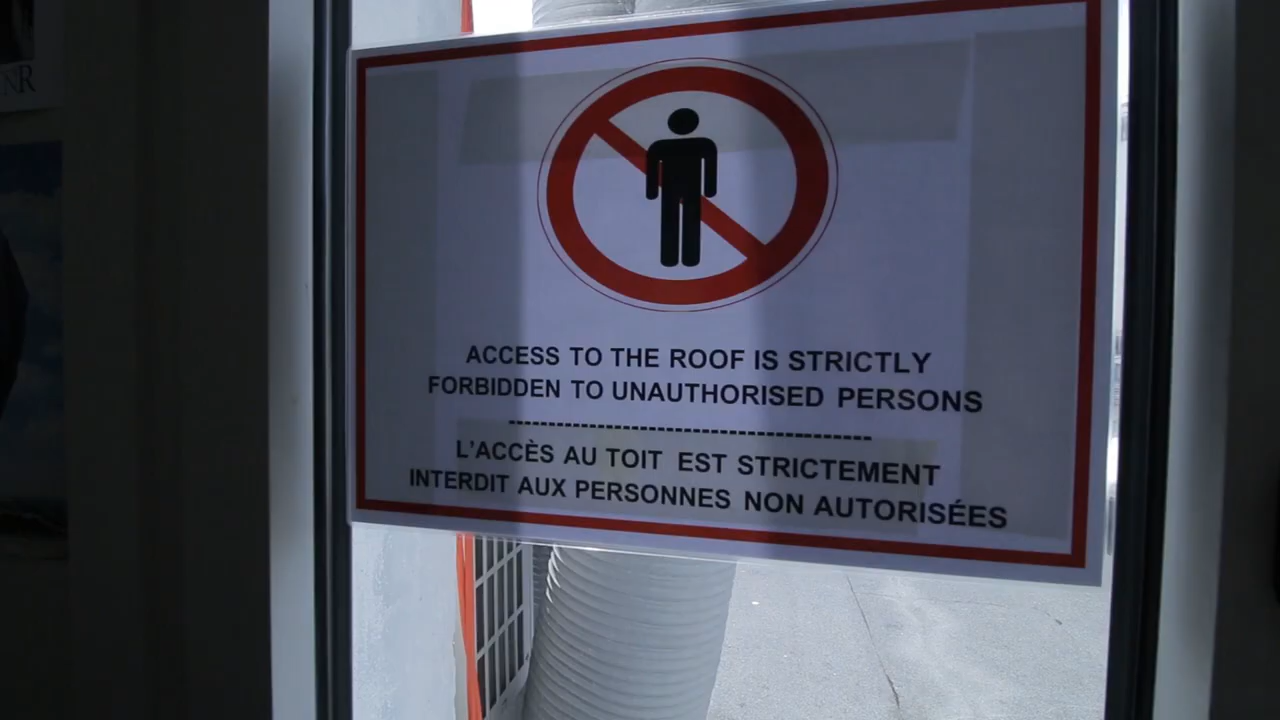 NR
ACCESS TO THE ROOF IS STRICTLY
FORBIDDEN TO UNAUTHORISED PERSONS
L'ACCÈS AU TOIT EST STRICTEMENT
INTERDIT AUX PERSONNES NON AUTORISÉES